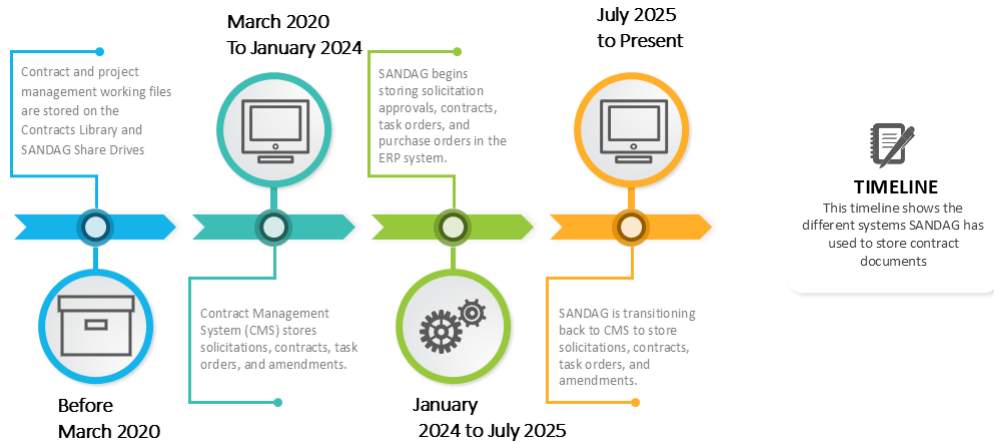 March 2020
To January 2024
July 2025
to Present
Contract and project
management working files
are stored on the
Contracts Library and
SANDAG Share Drives
SANDAG begins
storing solicitation
approvals, contracts,
task orders, and
purchase orders in the
ERP system.
TIMELINE
This timeline shows the
different systems SANDAG has
used to store contract
documents
Contract Management
System (CMS) stores
solicitations, contracts, task
orders, and amendments.
SANDAG is transitioning
back to CMS to store
solicitations, contracts,
task orders, and
amendments.
Before
March 2020
January
2024 to July 2025